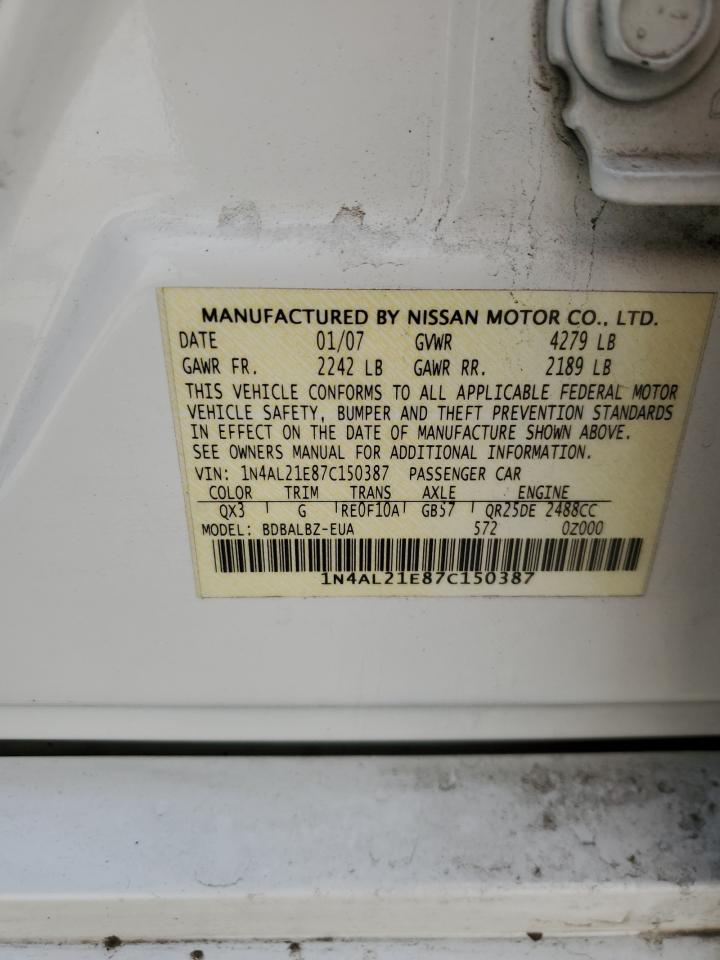 MANUFACTURED BY NISSAN MOTOR CO., LTD.
DATE 01/07 GVWR 4279 LB
GAWR FR. 2242 LB GAWR RR. 2189 LB
THIS VEHICLE CONFORMS TO ALL APPLICABLE FEDERAL MOTOR
VEHICLE SAFETY, BUMPER AND THEFT PREVENTION STANDARDS
IN EFFECT ON THE DATE OF MANUFACTURE SHOWN ABOVE.
SEE OWNERS MANUAL FOR ADDITIONAL INFORMATION.
VIN: 1N4AL21E87C150387 PASSENGER CAR
COLOR TRIM TRANS AXLE ENGINE
QX3 G RE0F10A GB57 QR25DE 2488CC
MODEL: BDBALBZ-EUA 572 0Z000
1N4AL21E87C150387